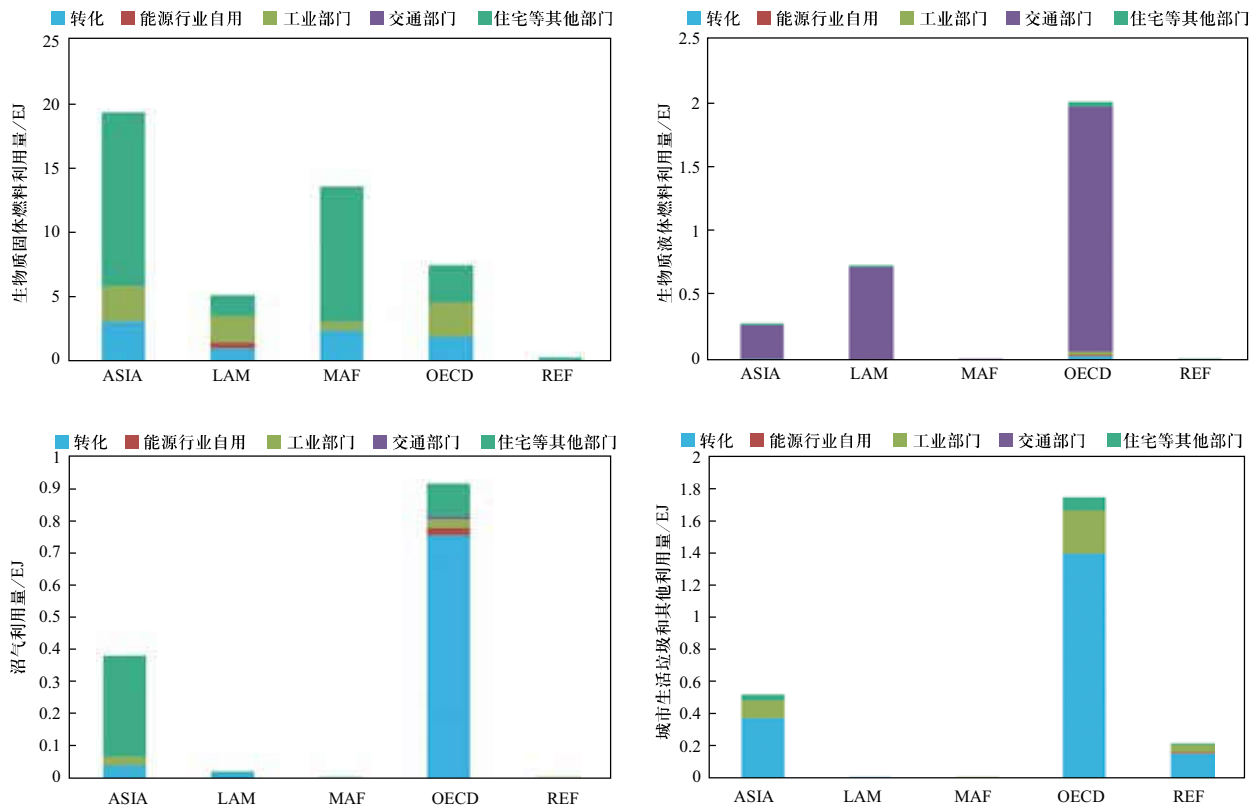 转化 能源行业自用 工业部门 交通部门 住宅等其他部门
生物质固体燃料利用量/EJ
25
20
15
10
5
0
ASIA LAM MAF OECD REF
转化 能源行业自用 工业部门 交通部门 住宅等其他部门
生物质液体燃料利用量/EJ
2.5
2
1.5
1
0.5
0
ASIA LAM MAF OECD REF
转化 能源行业自用 工业部门 交通部门 住宅等其他部门
沼气利用量/EJ
1
0.9
0.8
0.7
0.6
0.5
0.4
0.3
0.2
0.1
0
ASIA LAM MAF OECD REF
转化 能源行业自用 工业部门 交通部门 住宅等其他部门
城市生活垃圾和其他利用量/EJ
2
1.8
1.6
1.4
1.2
1
0.8
0.6
0.4
0.2
0
ASIA LAM MAF OECD REF